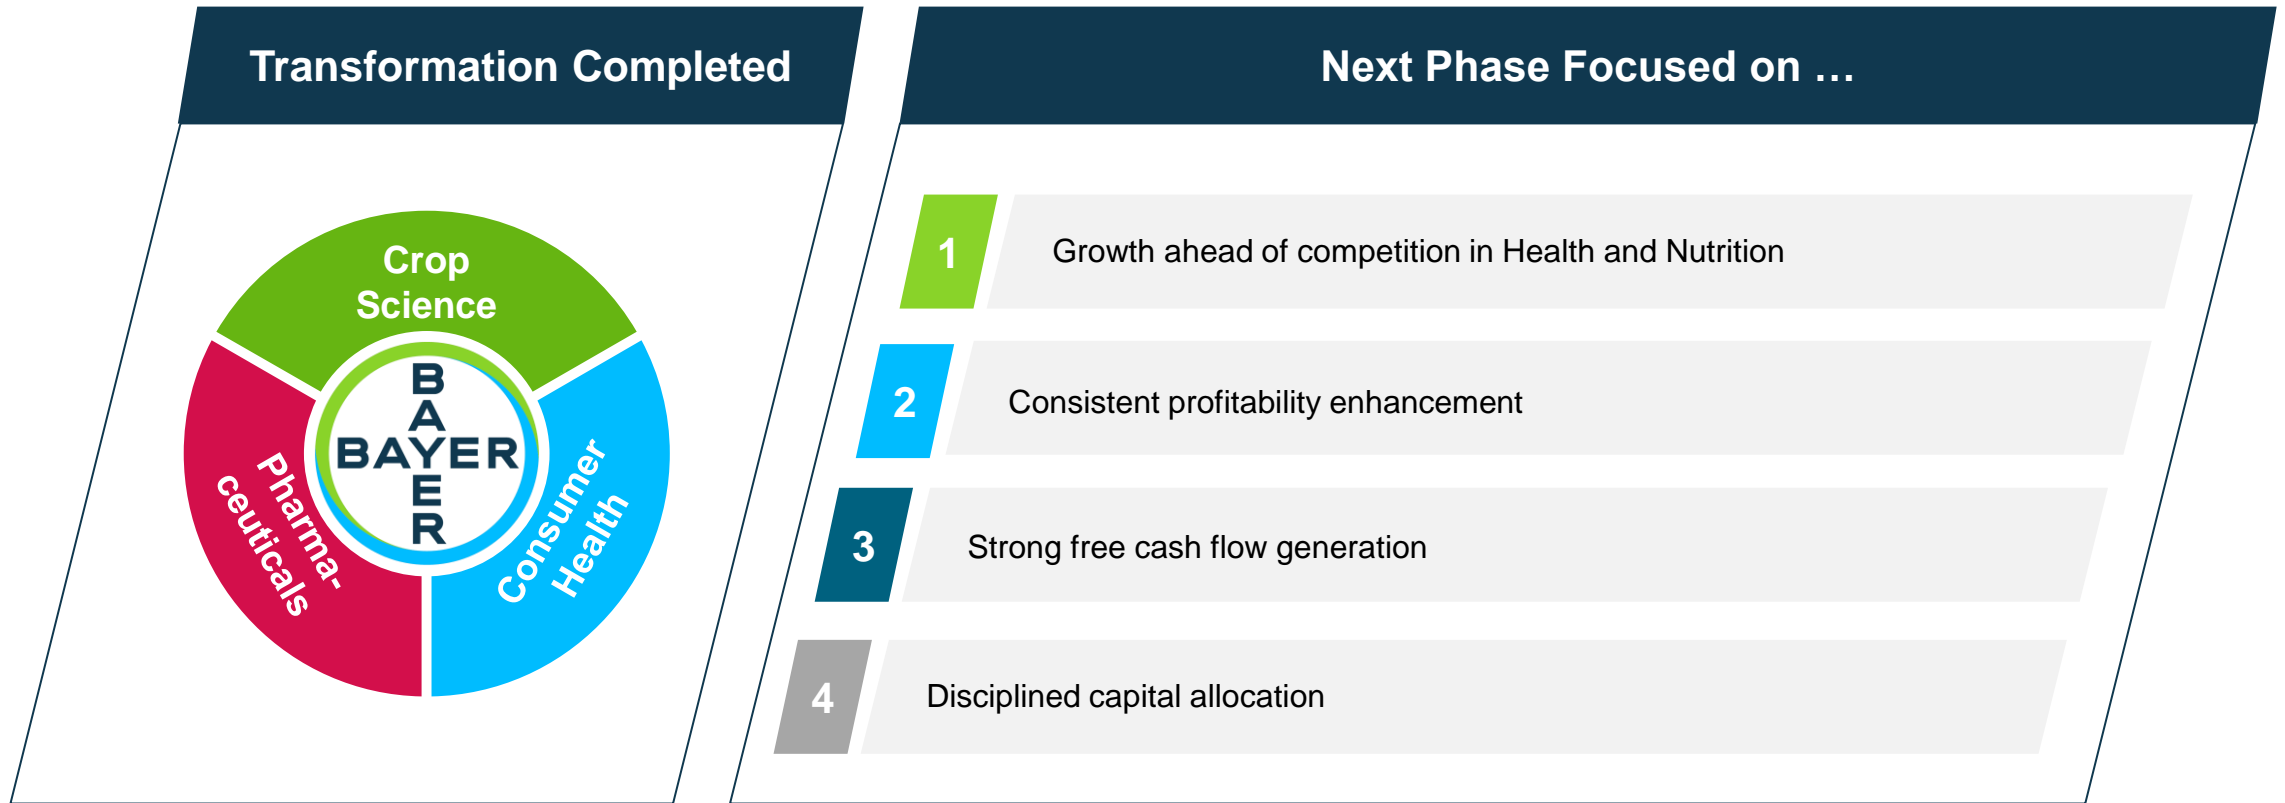 Transformation Completed
Crop
Science
Pharma-
ceuticals
Consumer
Health
BAYER
BAYER
Next Phase Focused on …
1
Growth ahead of competition in Health and Nutrition
2
Consistent profitability enhancement
3
Strong free cash flow generation
4
Disciplined capital allocation